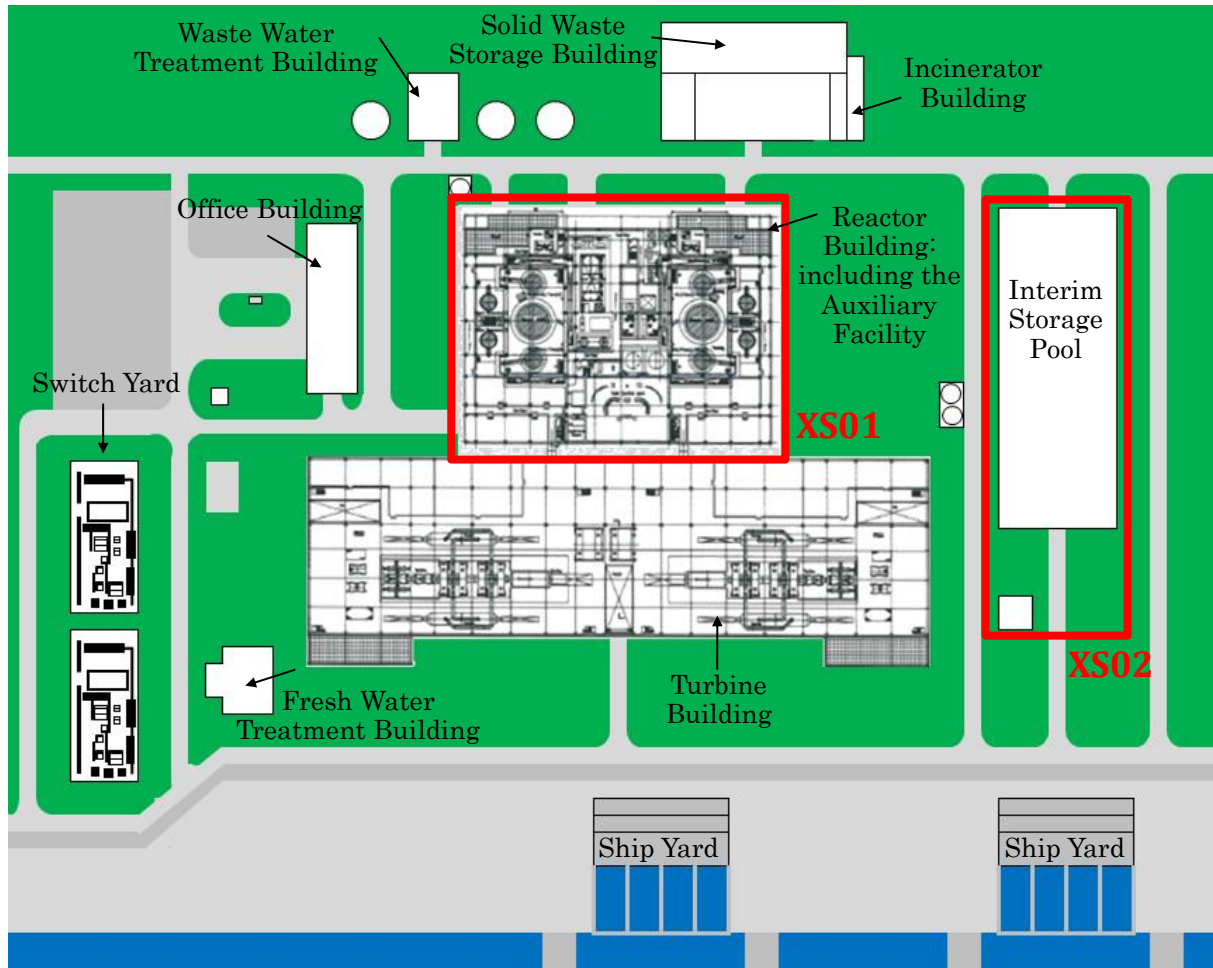 Waste Water
Treatment Building
Solid Waste
Storage Building
Incinerator
Building
Office Building
Reactor
Building:
including the
Auxiliary
Facility
Interim
Storage
Pool
Switch Yard
XS01
XS02
Fresh Water
Treatment Building
Turbine
Building
Ship Yard
Ship Yard